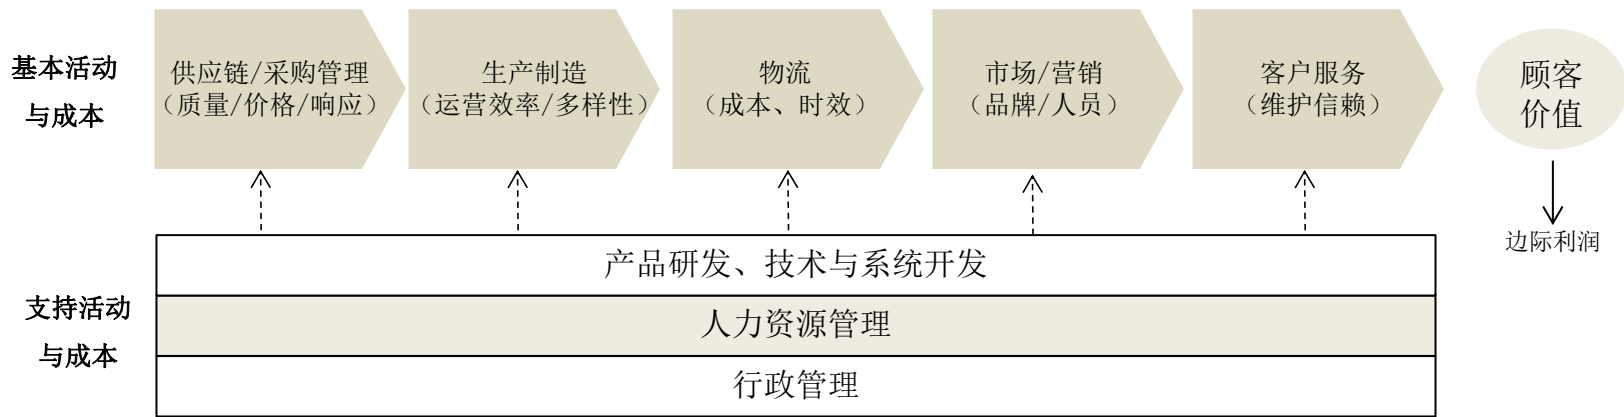 基本活动
与成本
供应链/采购管理
（质量/价格/响应）
生产制造
（运营效率/多样性）
物流
（成本、时效）
市场/营销
（品牌/人员）
客户服务
（维护信赖）
顾客
价值
边际利润
支持活动
与成本
产品研发、技术与系统开发
人力资源管理
行政管理